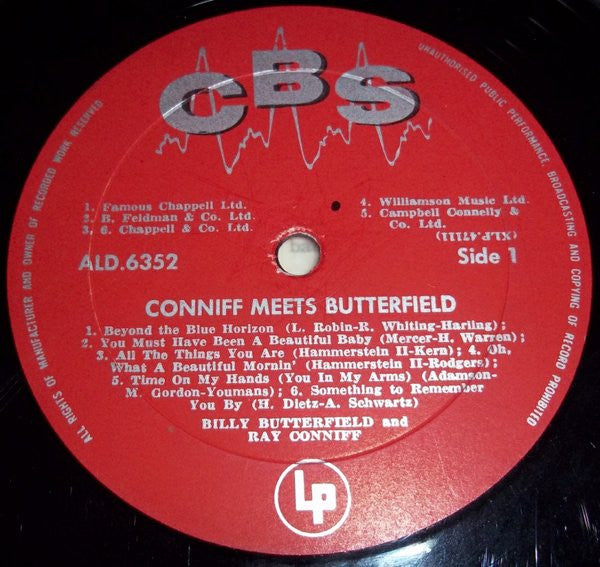 CBS
UNAUTHORISED PUBLIC PERFORMANCE, BROADCASTING AND COPYING OF RECORD PROHIBITED
ALL RIGHTS OF MANUFACTURER AND OWNER OF RECORDED WORK RESERVED
1. Famous Chappell Ltd.
2. B. Feldman & Co. Ltd.
3, 6. Chappell & Co. Ltd.
4. Williamson Music Ltd.
5. Campbell Connelly &
Co. Ltd.
(XLP.47111)
ALD.6352
Side 1
CONNIFF MEETS BUTTERFIELD
1. Beyond the Blue Horizon (L. Robin-R. Whiting-Harling);
2. You Must Have Been A Beautiful Baby (Mercer-H. Warren);
3. All The Things You Are (Hammerstein II-Kern); 4. Oh,
What A Beautiful Mornin' (Hammerstein II-Rodgers);
5. Time On My Hands (You In My Arms) (Adamson-
M. Gordon-Youmans); 6. Something to Remember
You By (H. Dietz-A. Schwartz)
BILLY BUTTERFIELD and
RAY CONNIFF
Lp